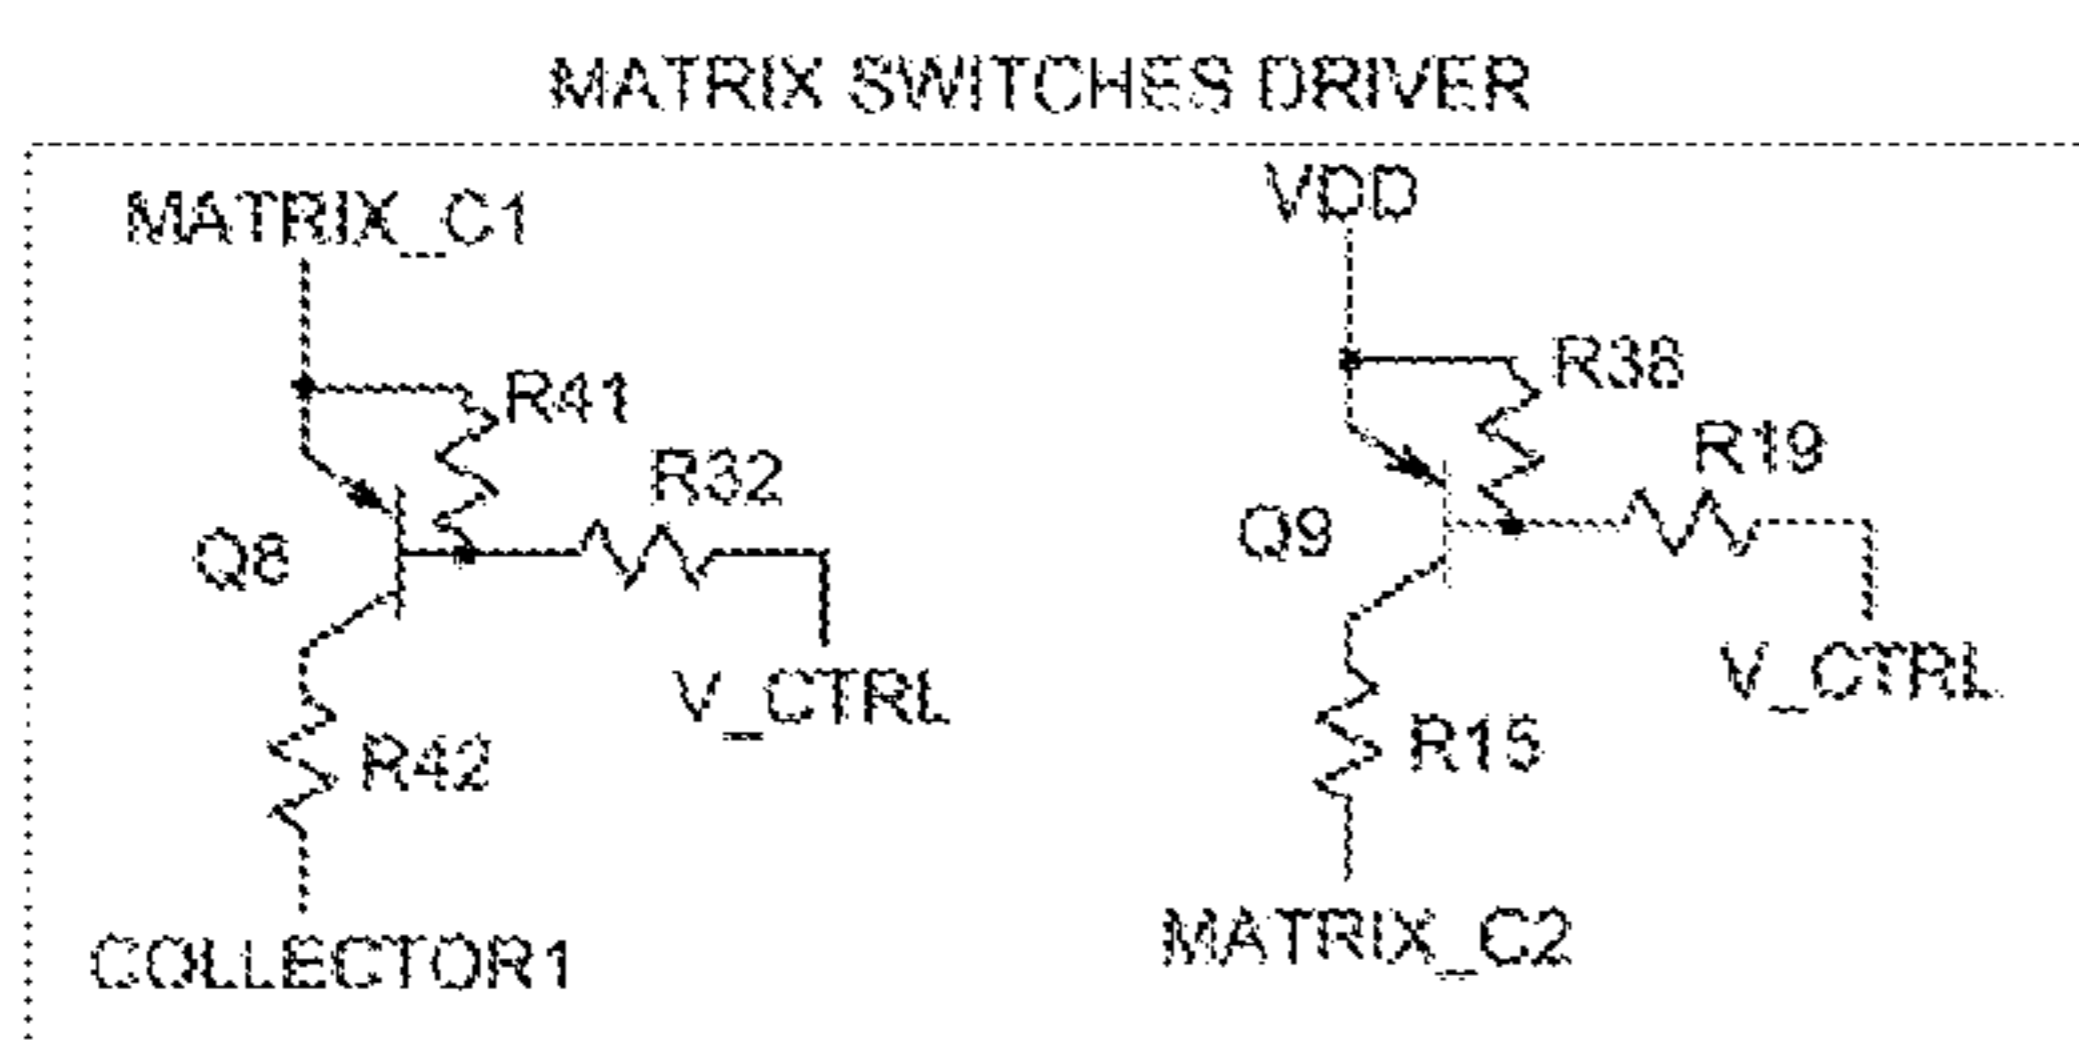 MATRIX SWITCHES DRIVER
MATRIX_C1
VDD
R41
R38
R32
R19
Q8
Q9
V_CTRL
V_CTRL
R42
R15
COLLECTOR1
MATRIX_C2